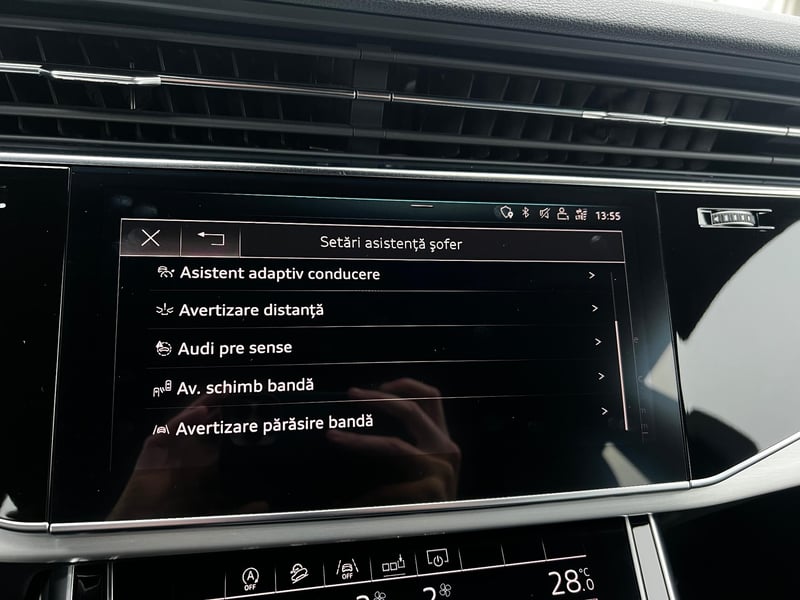 13:55
Setări asistență șofer
Asistent adaptiv conducere
Avertizare distanță
Audi pre sense
Av. schimb bandă
Avertizare părăsire bandă
A
OFF
OFF
28.0 °C